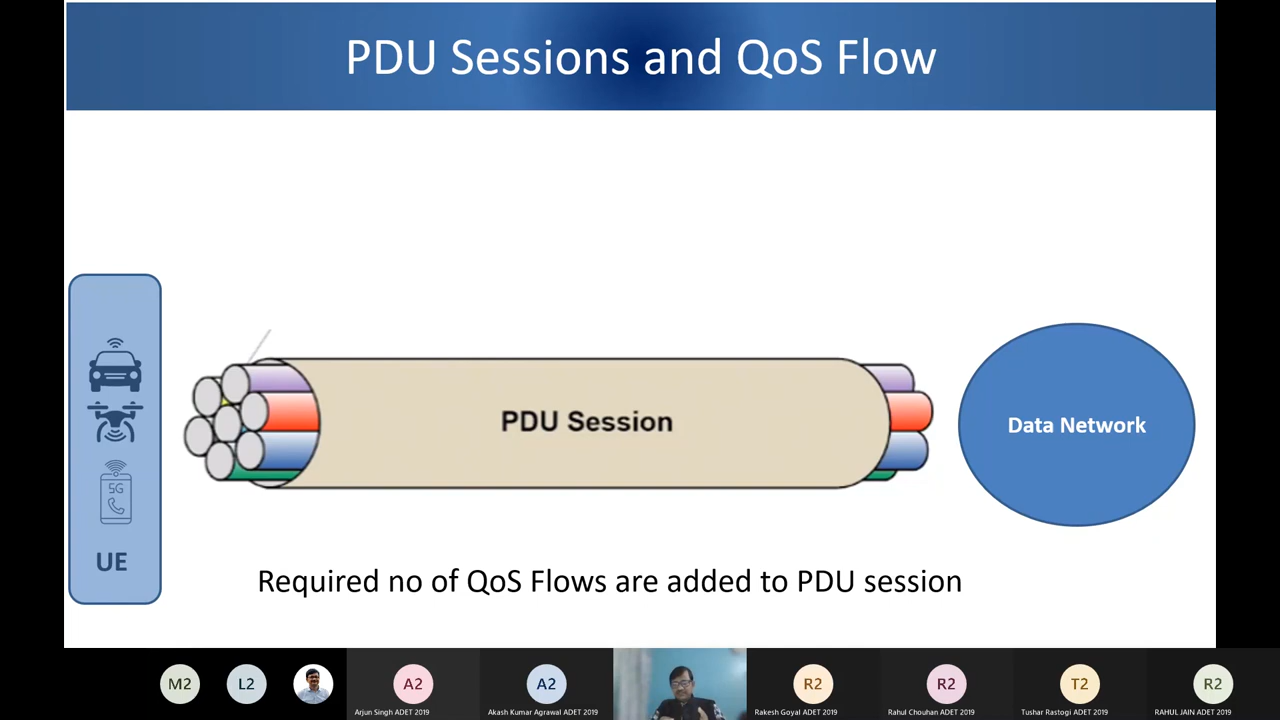 PDU Sessions and QoS Flow
5G
UE
PDU Session
Data Network
Required no of QoS Flows are added to PDU session
M2
L2
A2
Arjun Singh ADET 2019
A2
Akash Kumar Agrawal ADET 2019
R2
Rakesh Goyal ADET 2019
R2
Rahul Chouhan ADET 2019
T2
Tushar Rastogi ADET 2019
R2
RAHUL JAIN ADET 2019